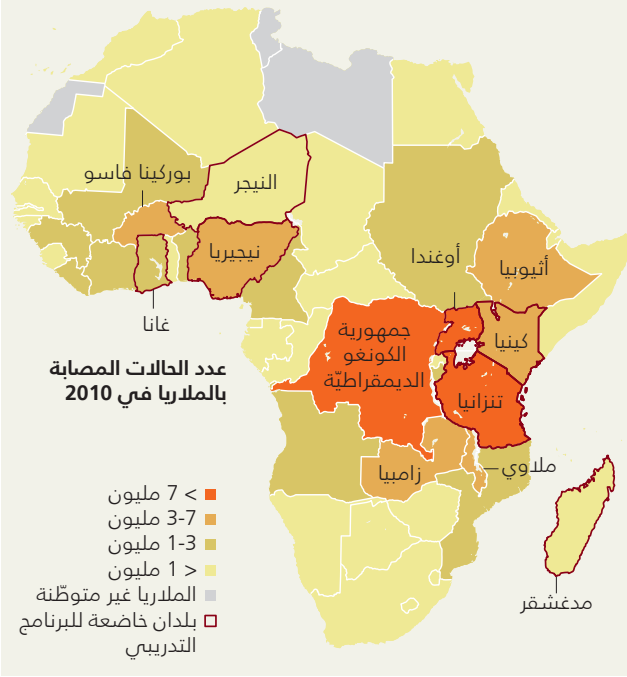 بوركينا فاسو
النيجر
نيجيريا
غانا
أوغندا
أثيوبيا
كينيا
جمهورية
الكونغو
الديمقراطيّة
تنزانيا
زامبيا
ملاوي
مدغشقر
عدد الحالات المصابة
بالملاريا في 2010
> 7 مليون
3-7 مليون
1-3 مليون
< 1 مليون
الملاريا غير متوطّنة
بلدان خاضعة للبرنامج
التدريبي